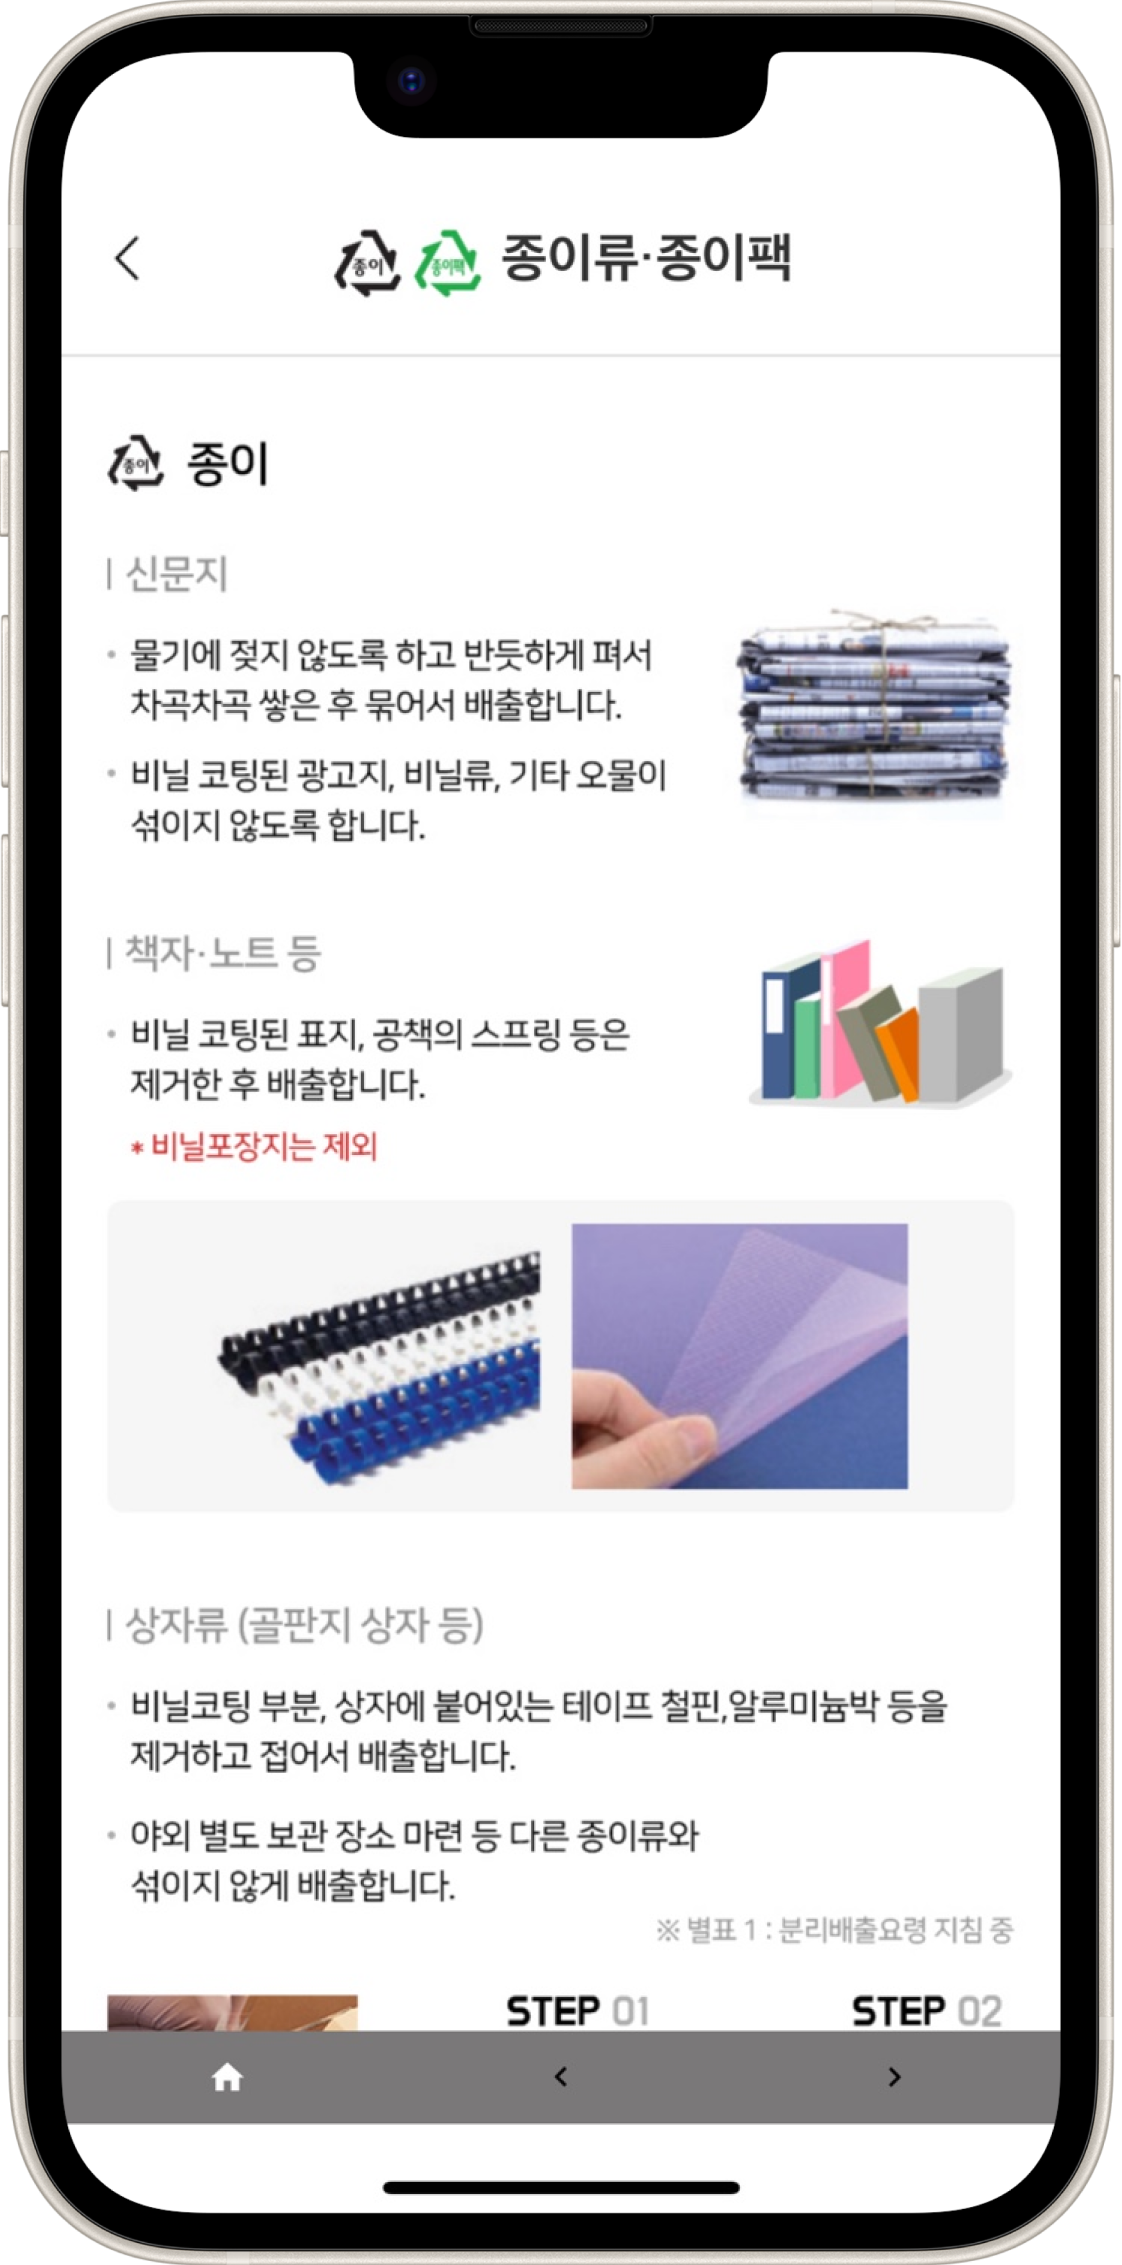 종이 종이팩 종이류·종이팩
종이 종이
신문지
물기에 젖지 않도록 하고 반듯하게 펴서
차곡차곡 쌓은 후 묶어서 배출합니다.
비닐 코팅된 광고지, 비닐류, 기타 오물이
섞이지 않도록 합니다.
책자·노트 등
비닐 코팅된 표지, 공책의 스프링 등은
제거한 후 배출합니다.
* 비닐포장지는 제외
상자류 (골판지 상자 등)
비닐코팅 부분, 상자에 붙어있는 테이프 철핀,알루미늄박 등을
제거하고 접어서 배출합니다.
야외 별도 보관 장소 마련 등 다른 종이류와
섞이지 않게 배출합니다.
※ 별표 1 : 분리배출요령 지침 중
STEP 01 STEP 02